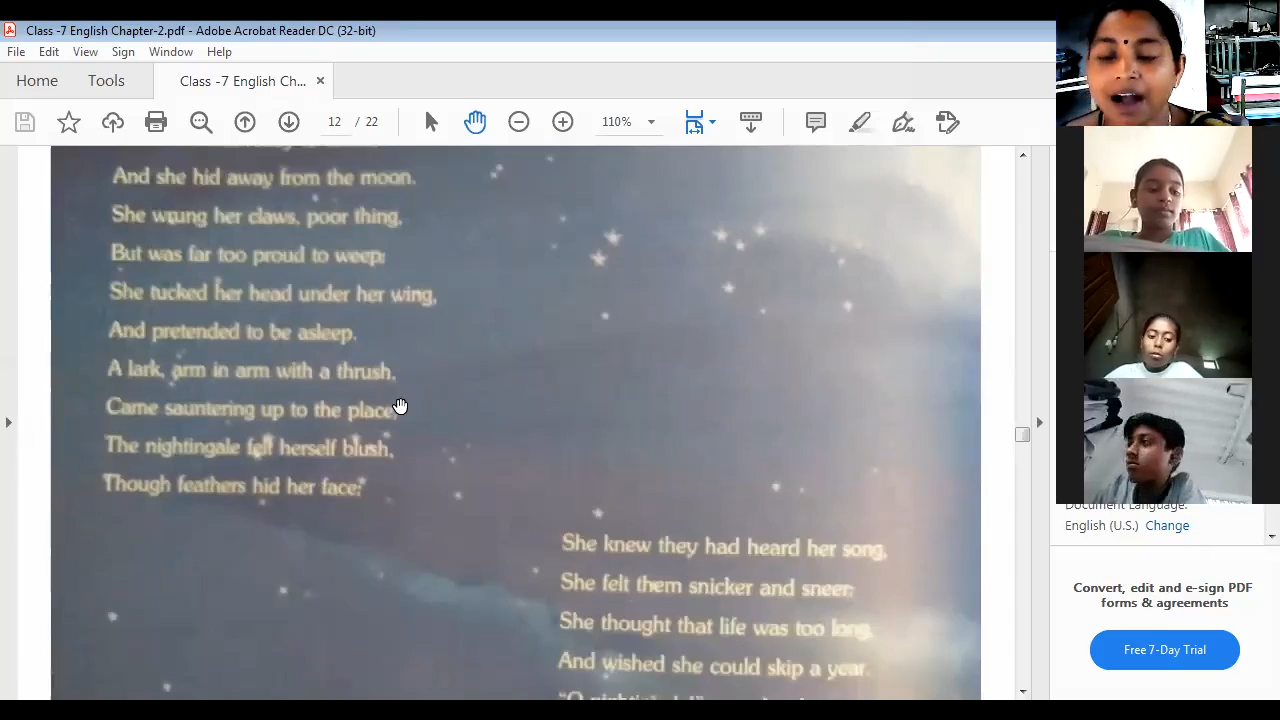 Class -7 English Chapter-2.pdf - Adobe Acrobat Reader DC (32-bit)
File Edit View Sign Window Help
Home Tools Class -7 English Ch... ×
12 / 22 110%
And she hid away from the moon.
She wrung her claws, poor thing,
But was far too proud to weep;
She tucked her head under her wing,
And pretended to be asleep.
A lark, arm in arm with a thrush,
Came sauntering up to the place;
The nightingale felt herself blush,
Though feathers hid her face;
She knew they had heard her song,
She felt them snicker and sneer;
She thought that life was too long,
And wished she could skip a year.
Document Language:
English (U.S.) Change
Convert, edit and e-sign PDF
forms & agreements
Free 7-Day Trial